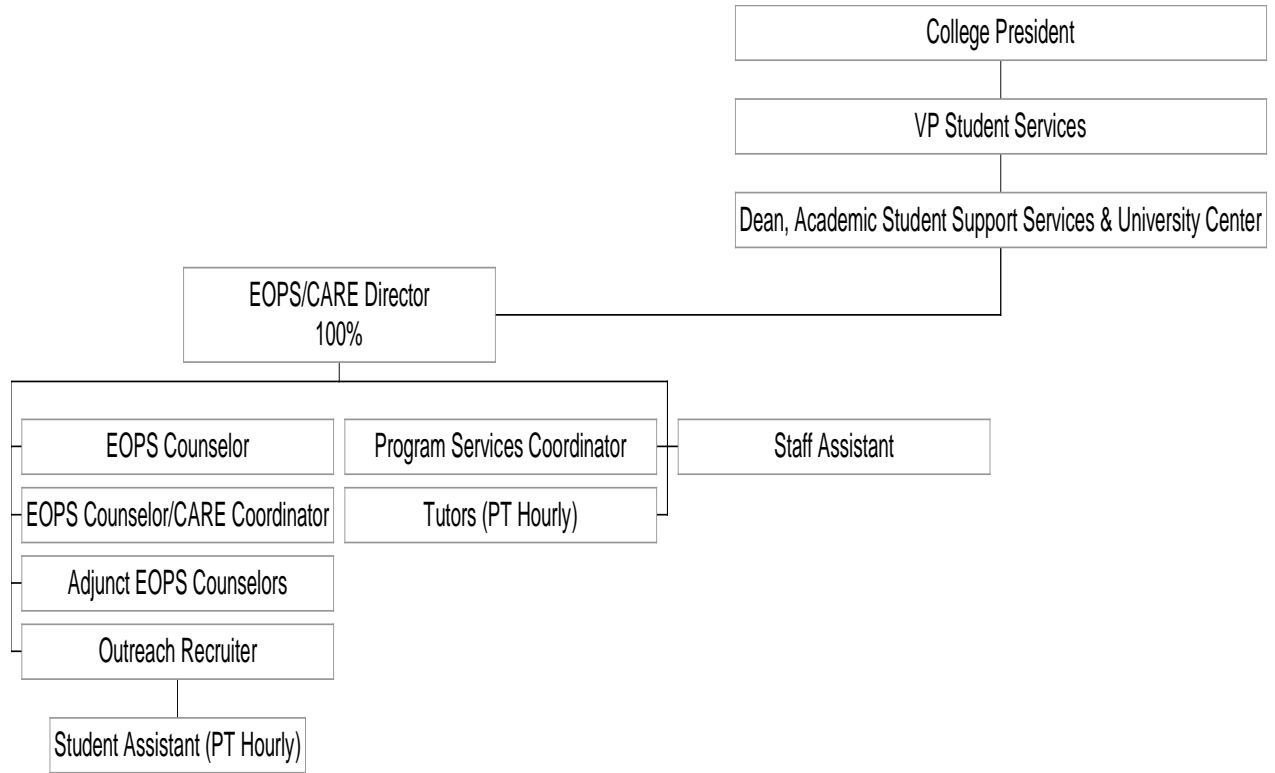 College President
VP Student Services
Dean, Academic Student Support Services & University Center
EOPS/CARE Director
100%
EOPS Counselor
Program Services Coordinator
Staff Assistant
EOPS Counselor/CARE Coordinator
Tutors (PT Hourly)
Adjunct EOPS Counselors
Outreach Recruiter
Student Assistant (PT Hourly)